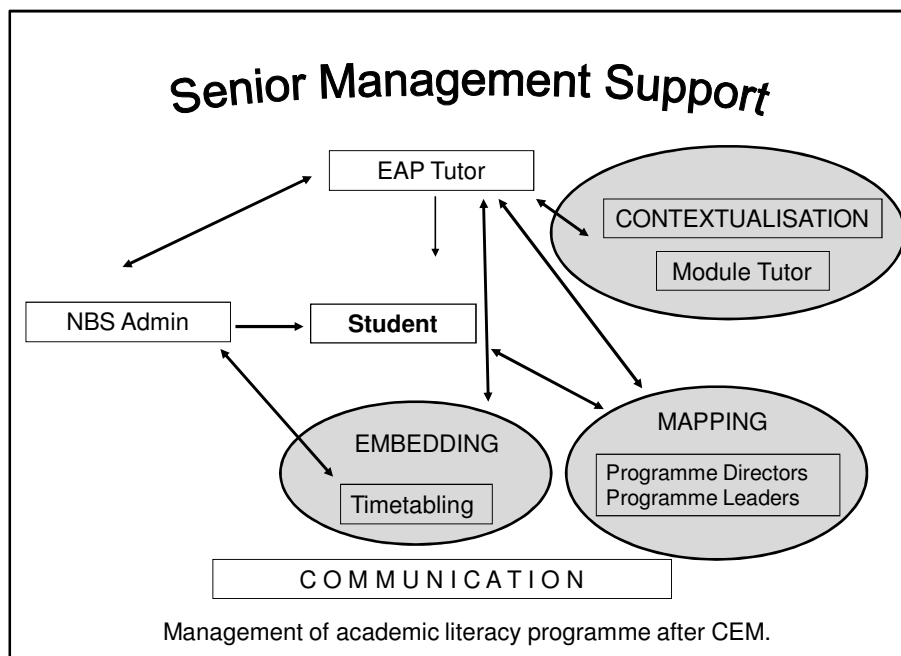 Senior Management Support
EAP Tutor
CONTEXTUALISATION
Module Tutor
NBS Admin
Student
EMBEDDING
Timetabling
MAPPING
Programme Directors
Programme Leaders
COMMUNICATION
Management of academic literacy programme after CEM.